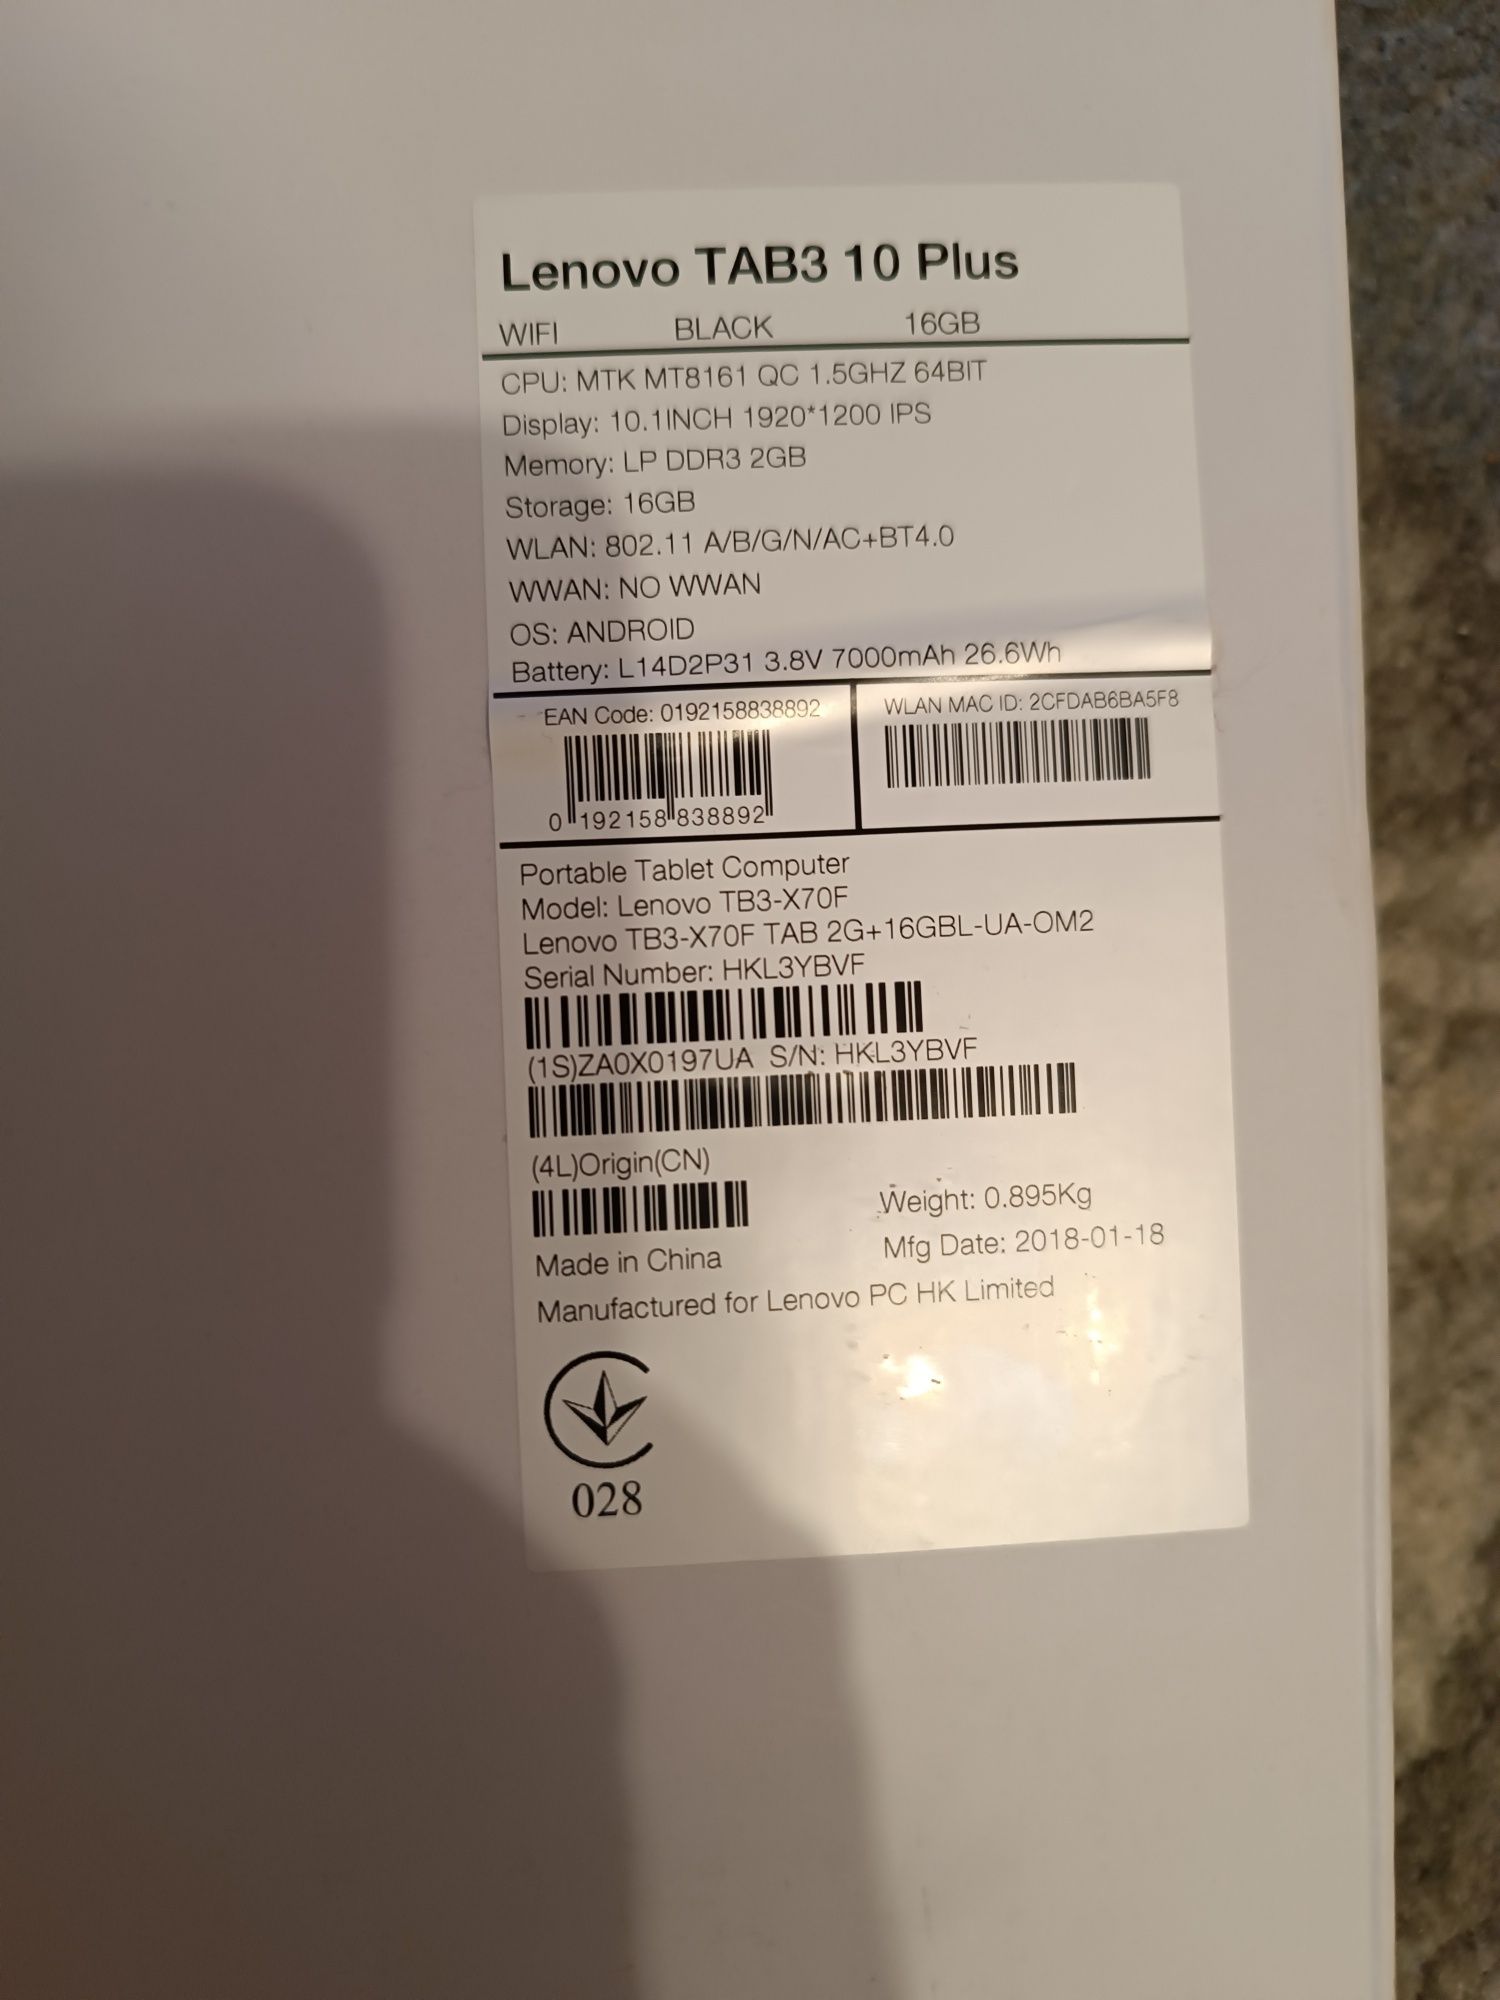 Lenovo TAB3 10 Plus
WIFI BLACK 16GB
CPU: MTK MT8161 QC 1.5GHZ 64BIT
Display: 10.1INCH 1920*1200 IPS
Memory: LP DDR3 2GB
Storage: 16GB
WLAN: 802.11 A/B/G/N/AC+BT4.0
WWAN: NO WWAN
OS: ANDROID
Battery: L14D2P31 3.8V 7000mAh 26.6Wh
EAN Code: 0192158838892
0 192158 838892
WLAN MAC ID: 2CFDAB6BA5F8
Portable Tablet Computer
Model: Lenovo TB3-X70F
Lenovo TB3-X70F TAB 2G+16GBL-UA-OM2
Serial Number: HKL3YBVF
(1S)ZA0X0197UA S/N: HKL3YBVF
(4L)Origin(CN)
Weight: 0.895Kg
Made in China
Mfg Date: 2018-01-18
Manufactured for Lenovo PC HK Limited
028